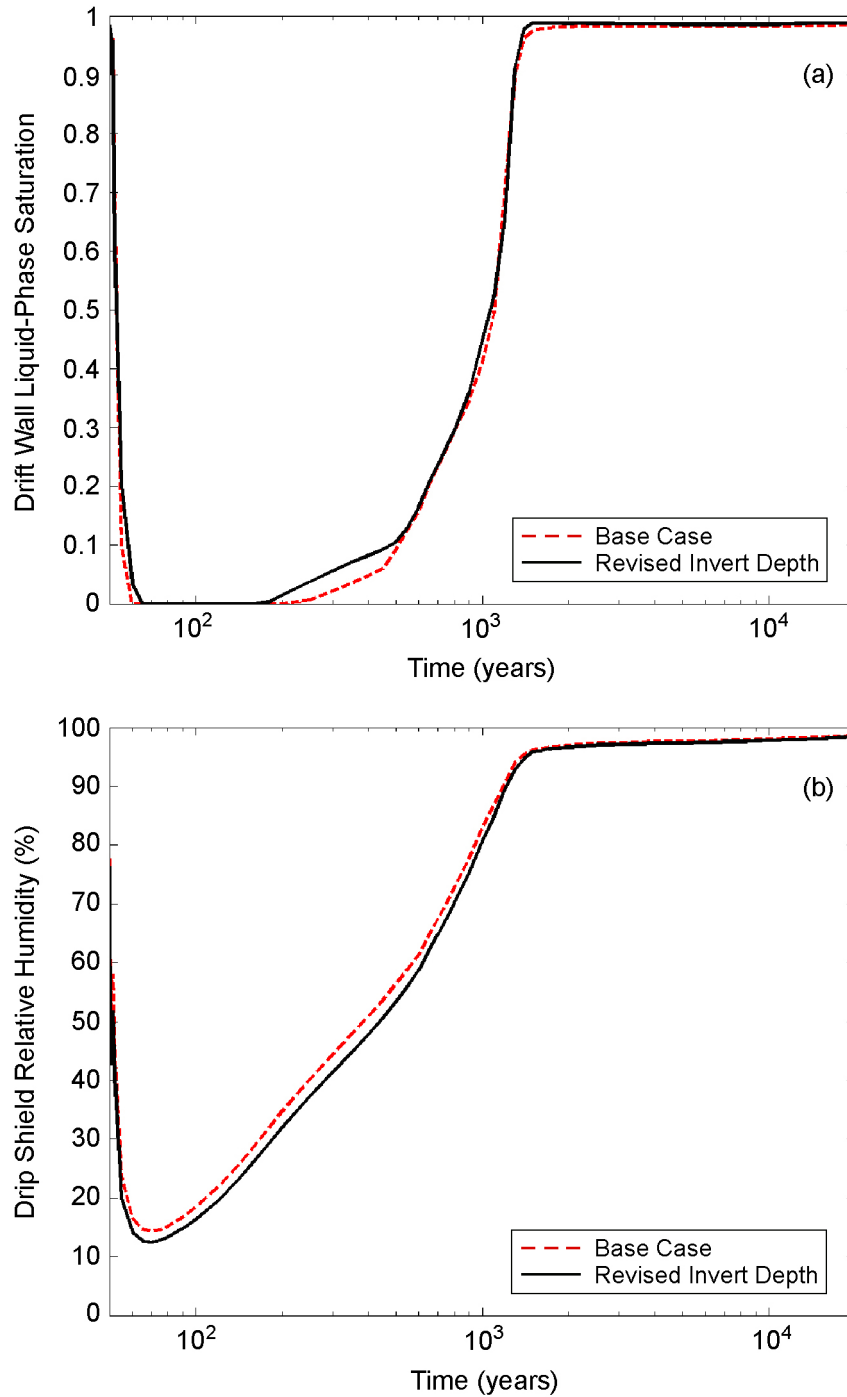 1
0.9
0.8
0.7
0.6
0.5
0.4
0.3
0.2
0.1
0
Drift Wall Liquid-Phase Saturation
(a)
Base Case
Revised Invert Depth
10²
10³
10⁴
Time (years)
100
90
80
70
60
50
40
30
20
10
0
Drip Shield Relative Humidity (%)
(b)
Base Case
Revised Invert Depth
10²
10³
10⁴
Time (years)